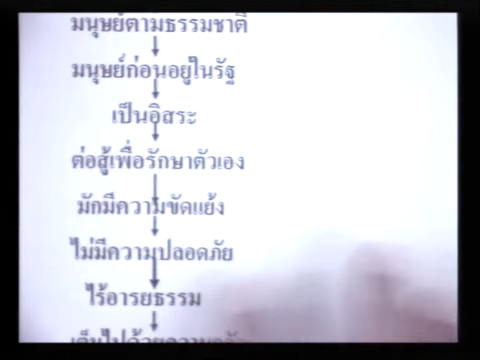 มนุษย์ตามธรรมชาติ
มนุษย์ก่อนอยู่ในรัฐ
เป็นอิสระ
ต่อสู้เพื่อรักษาตัวเอง
มักมีความขัดแย้ง
ไม่มีความปลอดภัย
ไร้อารยธรรม